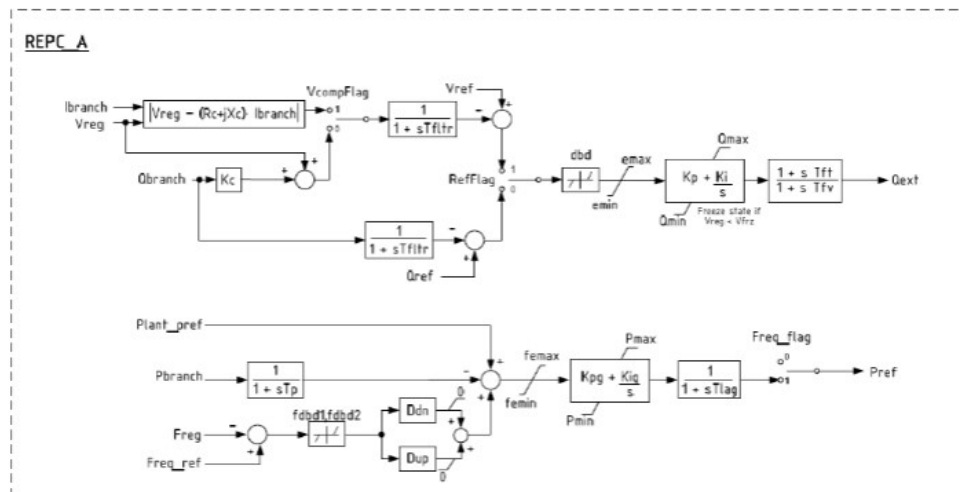 REPC_A
VcompFlag
Vref
Ibranch
Vreg
|Vreg - (Rc+jXc)· Ibranch|
1
0
1
1 + sTfltr
-
+
+
+
Qbranch
Kc
RefFlag
1
0
dbd
emax
emin
Qmax
Kp + Ki
s
Qmin
Freeze state if
Vreg < Vfrz
1 + s Tft
1 + s Tfv
Qext
1
1 + sTfltr
-
+
Qref
Plant_pref
+
Pbranch
1
1 + sTp
-
+
femax
femin
Pmax
Kpg + Kig
s
Pmin
1
1 + sTlag
Freq_flag
0
1
Pref
fdbd1,fdbd2
Freg
-
Freq_ref
+
Ddn
0
+
Dup
0
+